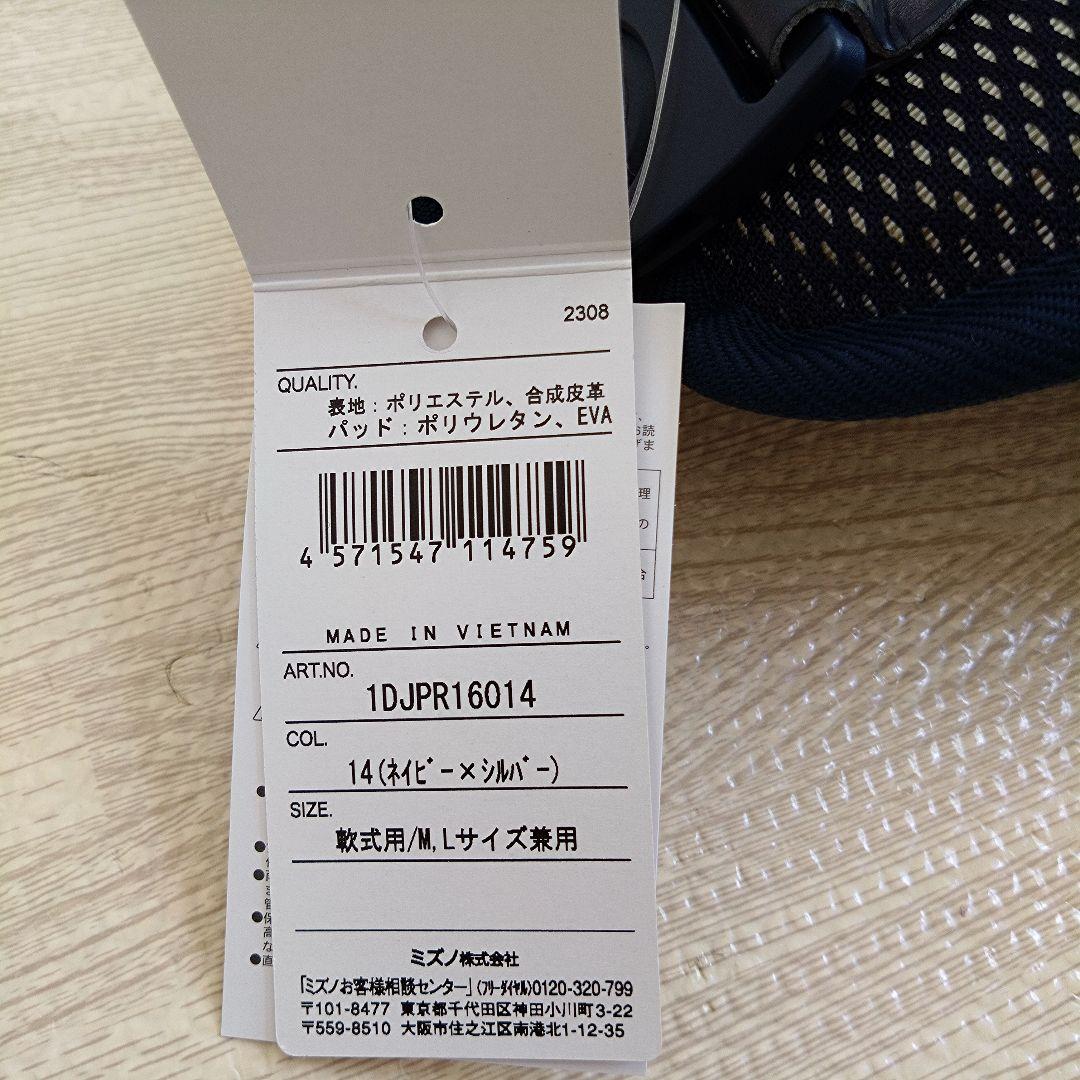 2308
QUALITY.
表地：ポリエステル、合成皮革
パッド：ポリウレタン、EVA
4 571547 114759
MADE IN VIETNAM
ART.NO.
1DJPR16014
COL.
14(ﾈｲﾋﾞｰ×ｼﾙﾊﾞｰ)
SIZE.
軟式用/M,Lサイズ兼用
ミズノ株式会社
「ミズノお客様相談センター」(ﾌﾘｰﾀﾞｲﾔﾙ)0120-320-799
〒101-8477 東京都千代田区神田小川町3-22
〒559-8510 大阪市住之江区南港北1-12-35